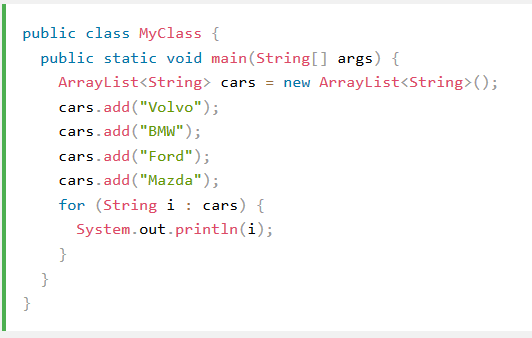 public class MyClass {
  public static void main(String[] args) {
    ArrayList<String> cars = new ArrayList<String>();
    cars.add("Volvo");
    cars.add("BMW");
    cars.add("Ford");
    cars.add("Mazda");
    for (String i : cars) {
      System.out.println(i);
    }
  }
}